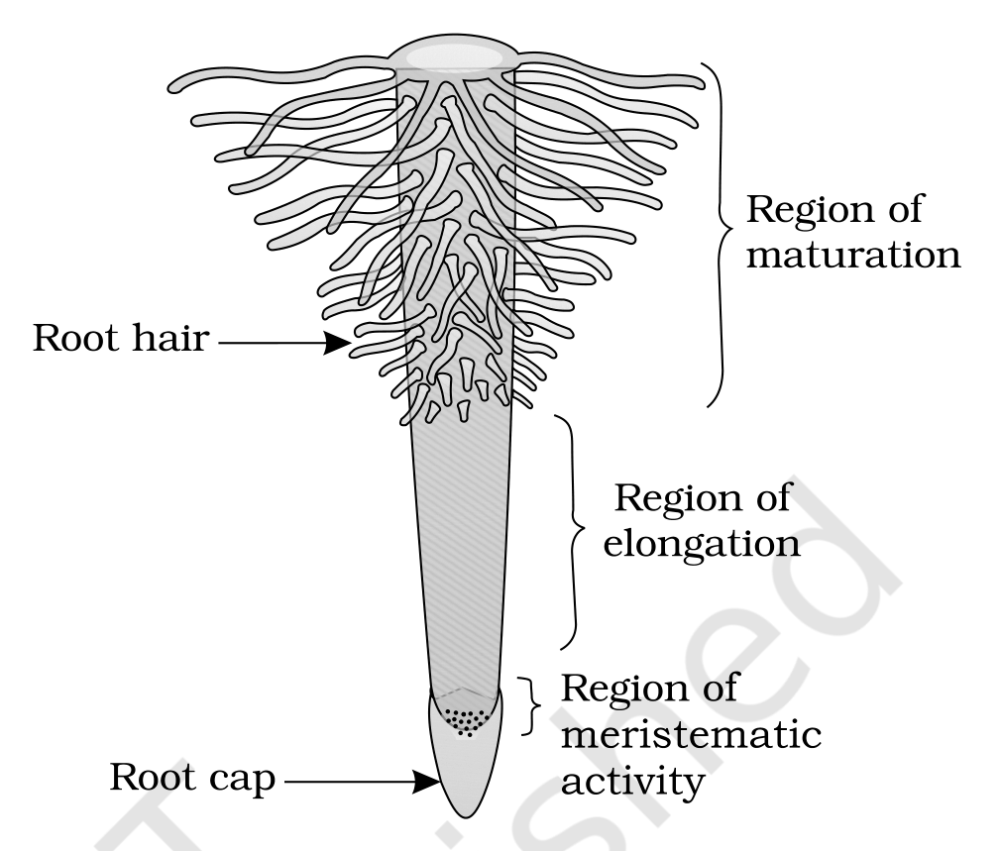 Region of
maturation
Root hair
Region of
elongation
Region of
meristematic
activity
Root cap